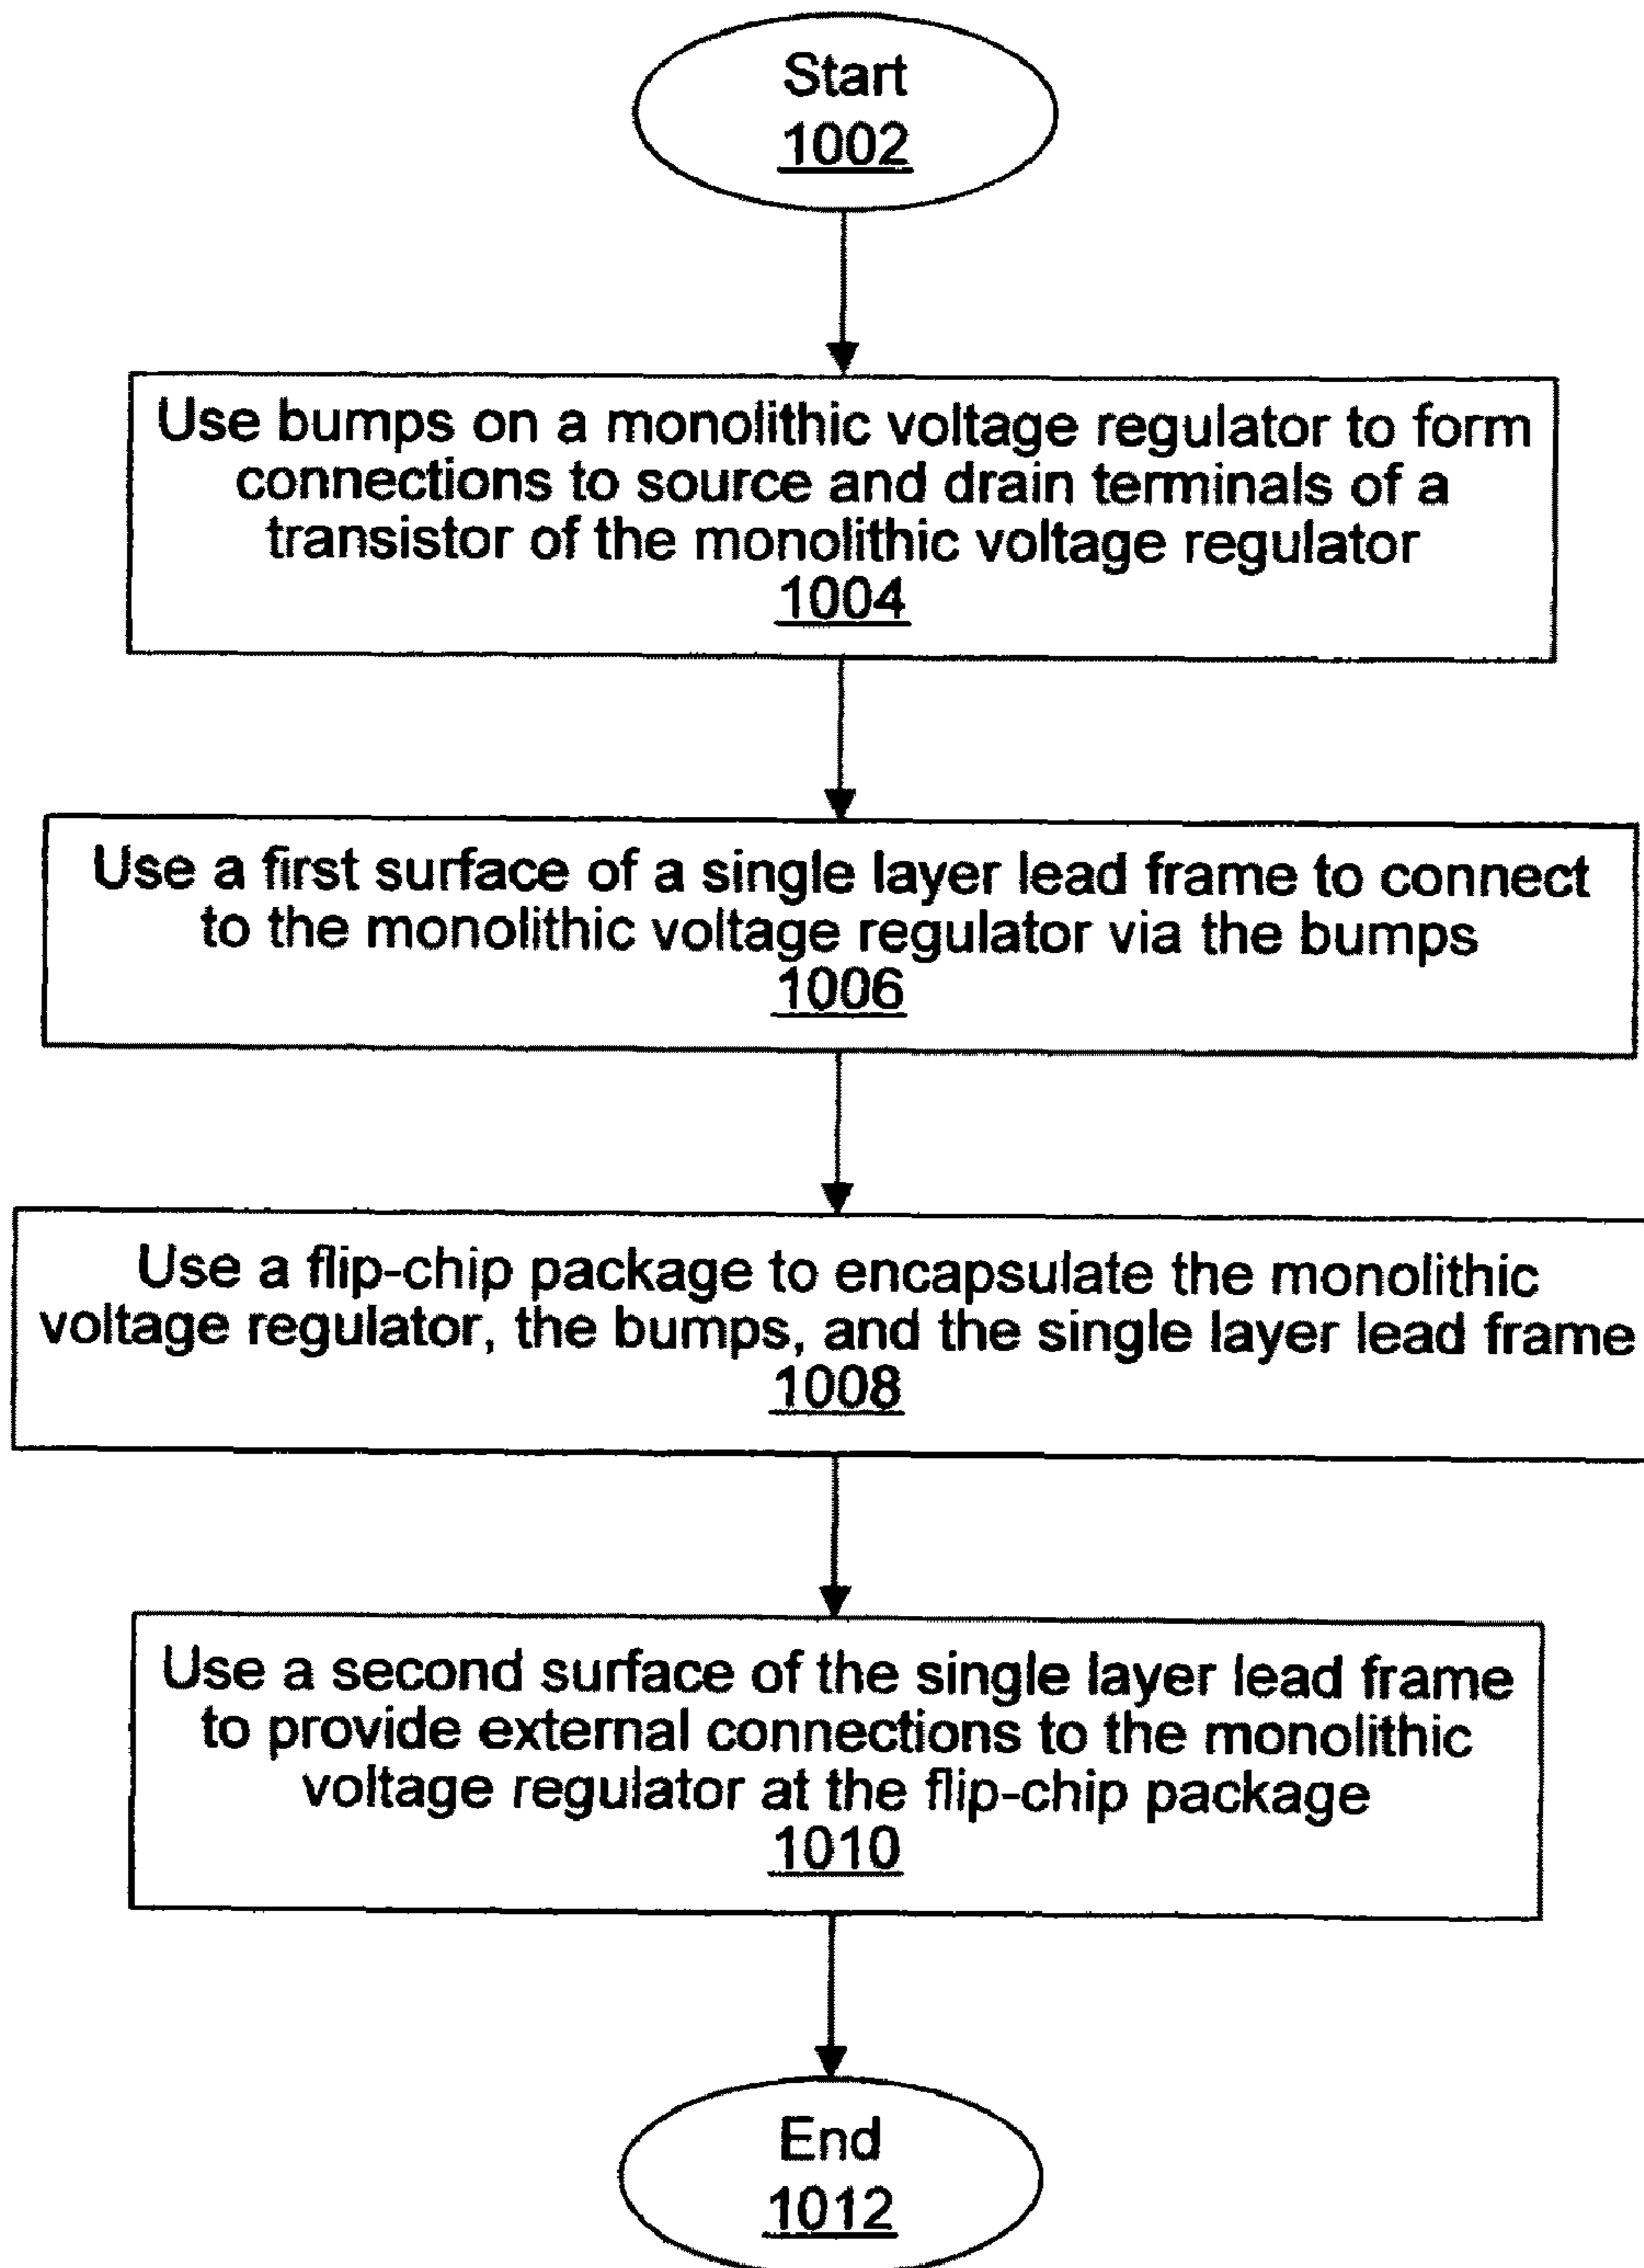 Start
1002
Use bumps on a monolithic voltage regulator to form
connections to source and drain terminals of a
transistor of the monolithic voltage regulator
1004
Use a first surface of a single layer lead frame to connect
to the monolithic voltage regulator via the bumps
1006
Use a flip-chip package to encapsulate the monolithic
voltage regulator, the bumps, and the single layer lead frame
1008
Use a second surface of the single layer lead frame
to provide external connections to the monolithic
voltage regulator at the flip-chip package
1010
End
1012